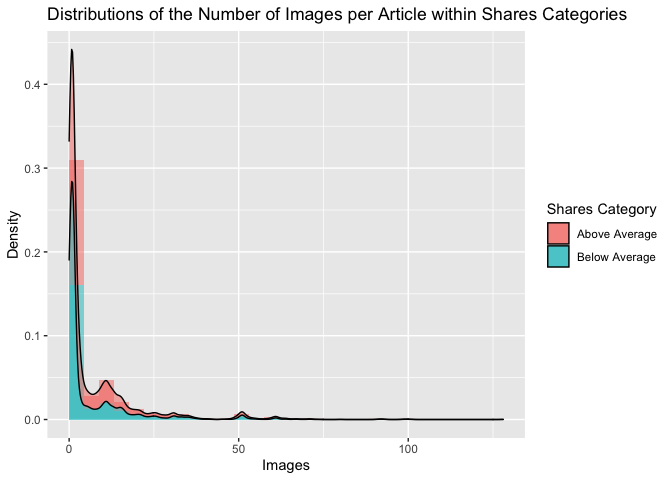 Distributions of the Number of Images per Article within Shares Categories
0.4
0.3
0.2
0.1
0.0
Density
0
50
100
Images
Shares Category
Above Average
Below Average